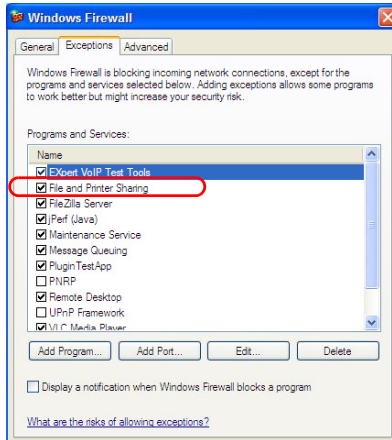 Windows Firewall
General Exceptions Advanced
Windows Firewall is blocking incoming network connections, except for the
programs and services selected below. Adding exceptions allows some programs
to work better but might increase your security risk.
Programs and Services:
Name
EXpert VoIP Test Tools
File and Printer Sharing
FileZilla Server
jPerf (Java)
Maintenance Service
Message Queuing
PluginTestApp
PNRP
Remote Desktop
UPnP Framework
VLC Media Player
Add Program... Add Port... Edit... Delete
Display a notification when Windows Firewall blocks a program
What are the risks of allowing exceptions?